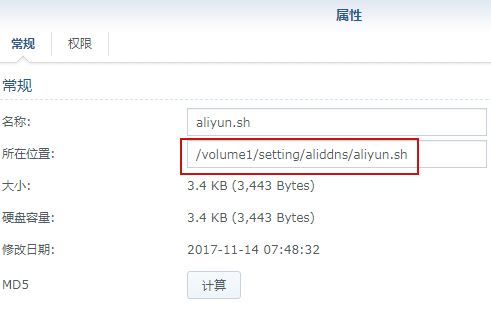 属性
常规 权限
常规
名称: aliyun.sh
所在位置: /volume1/setting/aliddns/aliyun.sh
大小: 3.4 KB (3,443 Bytes)
硬盘容量: 3.4 KB (3,443 Bytes)
修改日期: 2017-11-14 07:48:32
MD5 计算